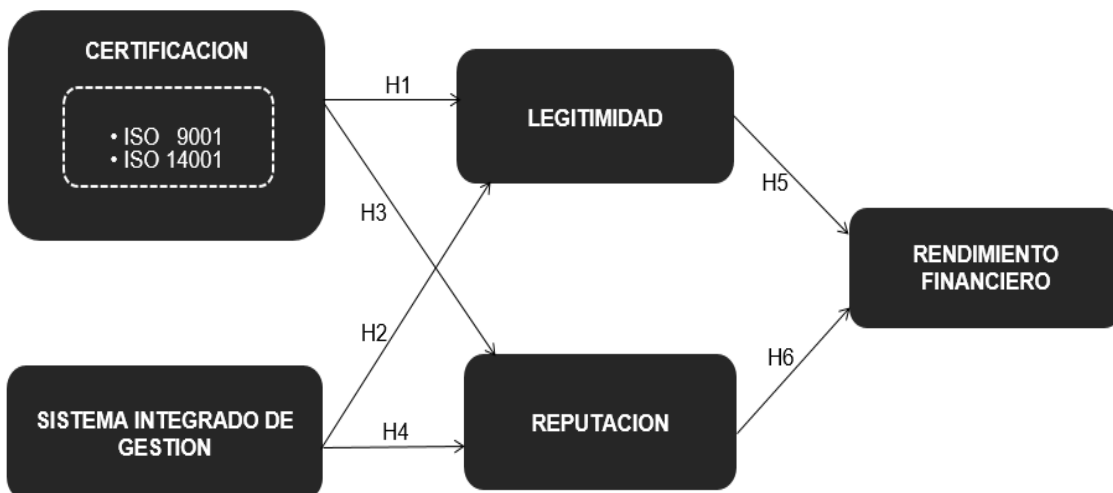 CERTIFICACION
• ISO 9001
• ISO 14001
H1
LEGITIMIDAD
H3
H5
RENDIMIENTO
FINANCIERO
H2
H6
SISTEMA INTEGRADO DE
GESTION
H4
REPUTACION